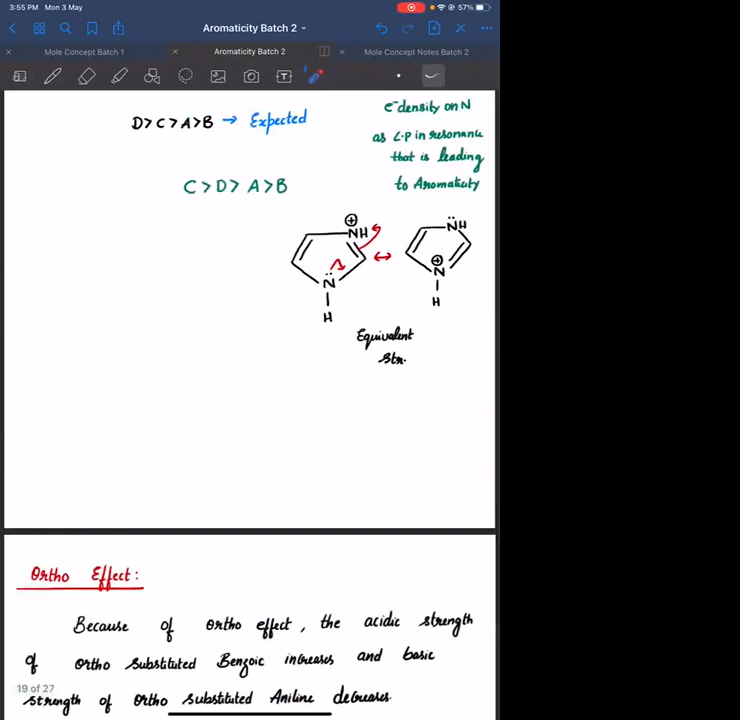 3:55 PM Mon 3 May
57%
Aromaticity Batch 2
Mole Concept Batch 1
Aromaticity Batch 2
Mole Concept Notes Batch 2
D > C > A > B → Expected
e⁻density on N
as L.P in resonance
that is leading
to Aromaticity
C > D > A > B
⊕
NH
N
H
↔
NH
⊕
N
H
Equivalent
Str.
Ortho Effect:
Because of ortho effect, the acidic strength
of ortho substituted Benzoic increases and basic
19 of 27
strength of ortho substituted Aniline decreases.